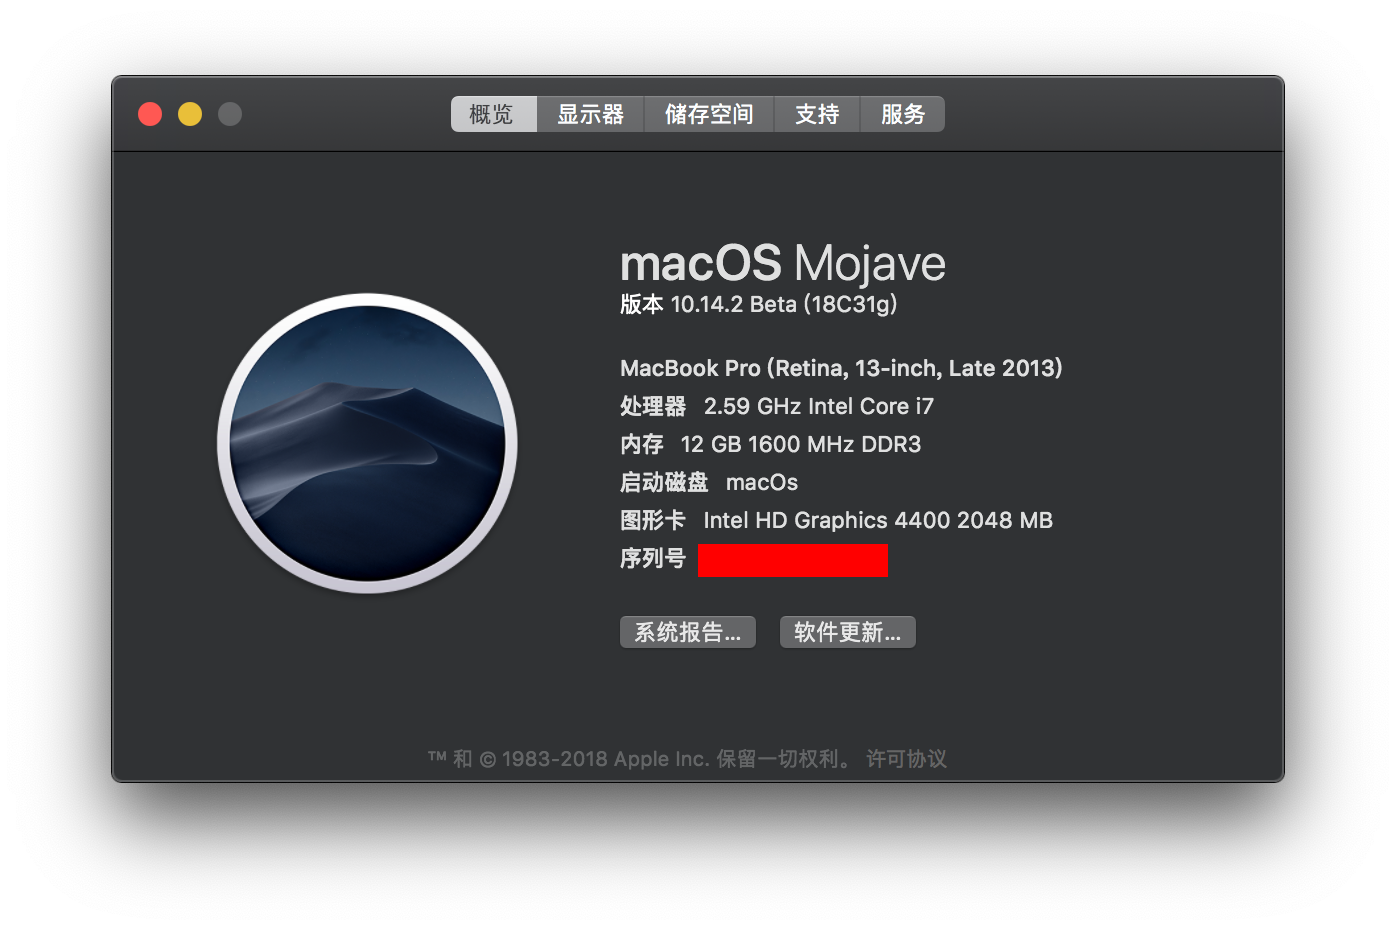 概览 显示器 储存空间 支持 服务
macOS Mojave
版本 10.14.2 Beta (18C31g)
MacBook Pro (Retina, 13-inch, Late 2013)
处理器 2.59 GHz Intel Core i7
内存 12 GB 1600 MHz DDR3
启动磁盘 macOs
图形卡 Intel HD Graphics 4400 2048 MB
序列号
系统报告... 软件更新...
™ 和 © 1983-2018 Apple Inc. 保留一切权利。 许可协议